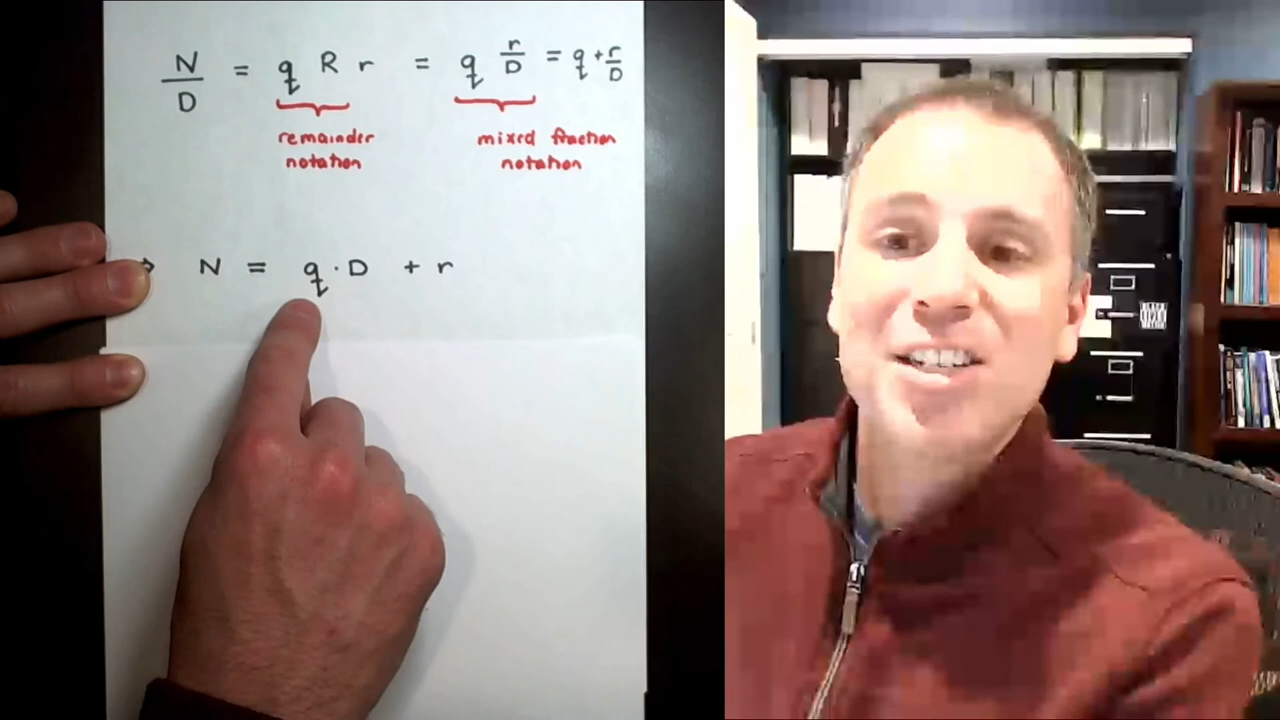 N/D = q R r = q r/D = q + r/D
remainder notation
mixed fraction notation
⇒ N = q · D + r